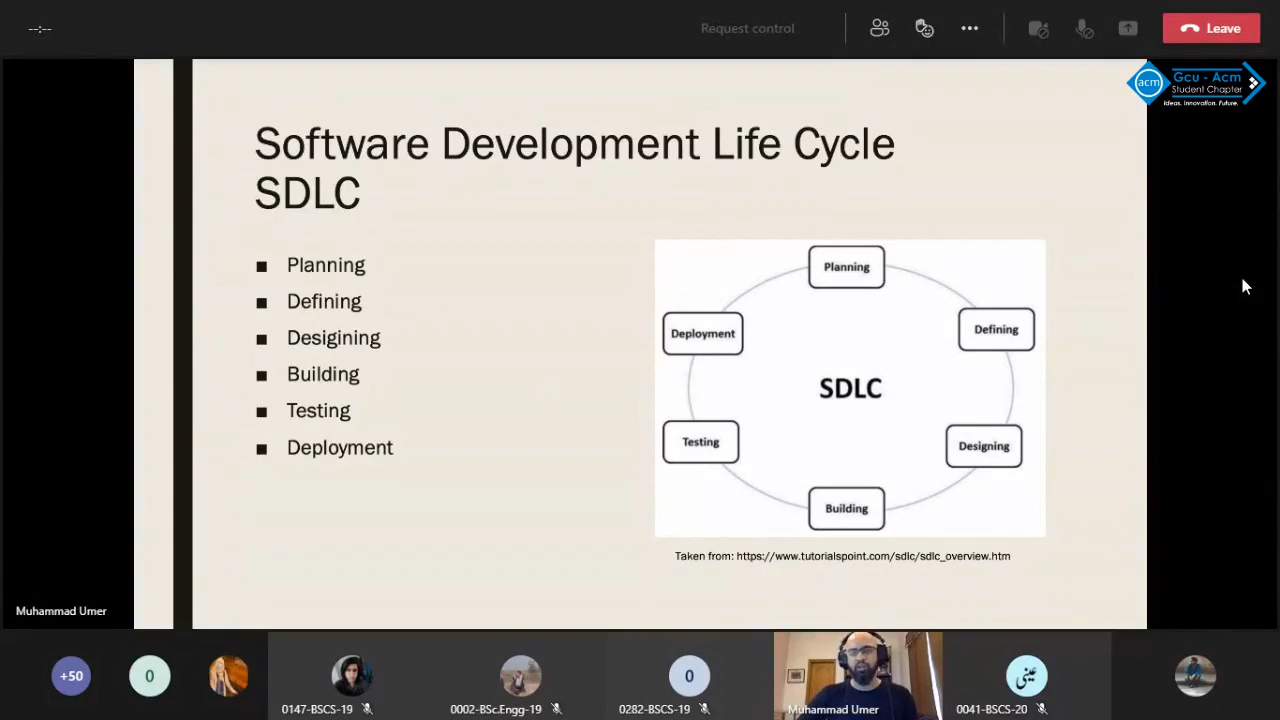 --:--
Request control
Leave
acm
Gcu - Acm
Student Chapter
Ideas. Innovation. Future.
Software Development Life Cycle
SDLC
■ Planning
■ Defining
■ Desigining
■ Building
■ Testing
■ Deployment
Planning
Deployment
Defining
SDLC
Testing
Designing
Building
Taken from: https://www.tutorialspoint.com/sdlc/sdlc_overview.htm
Muhammad Umer
+50
0
0147-BSCS-19
0002-BSc.Engg-19
0
0282-BSCS-19
Muhammad Umer
عینی
0041-BSCS-20